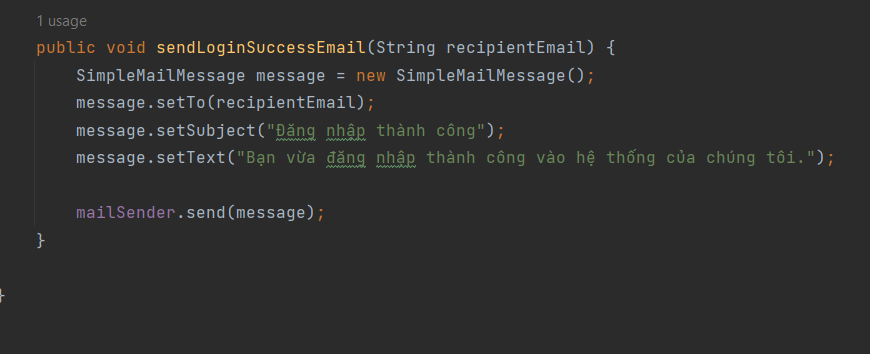 1 usage
public void sendLoginSuccessEmail(String recipientEmail) {
SimpleMailMessage message = new SimpleMailMessage();
message.setTo(recipientEmail);
message.setSubject("Đăng nhập thành công");
message.setText("Bạn vừa đăng nhập thành công vào hệ thống của chúng tôi.");
mailSender.send(message);
}
}